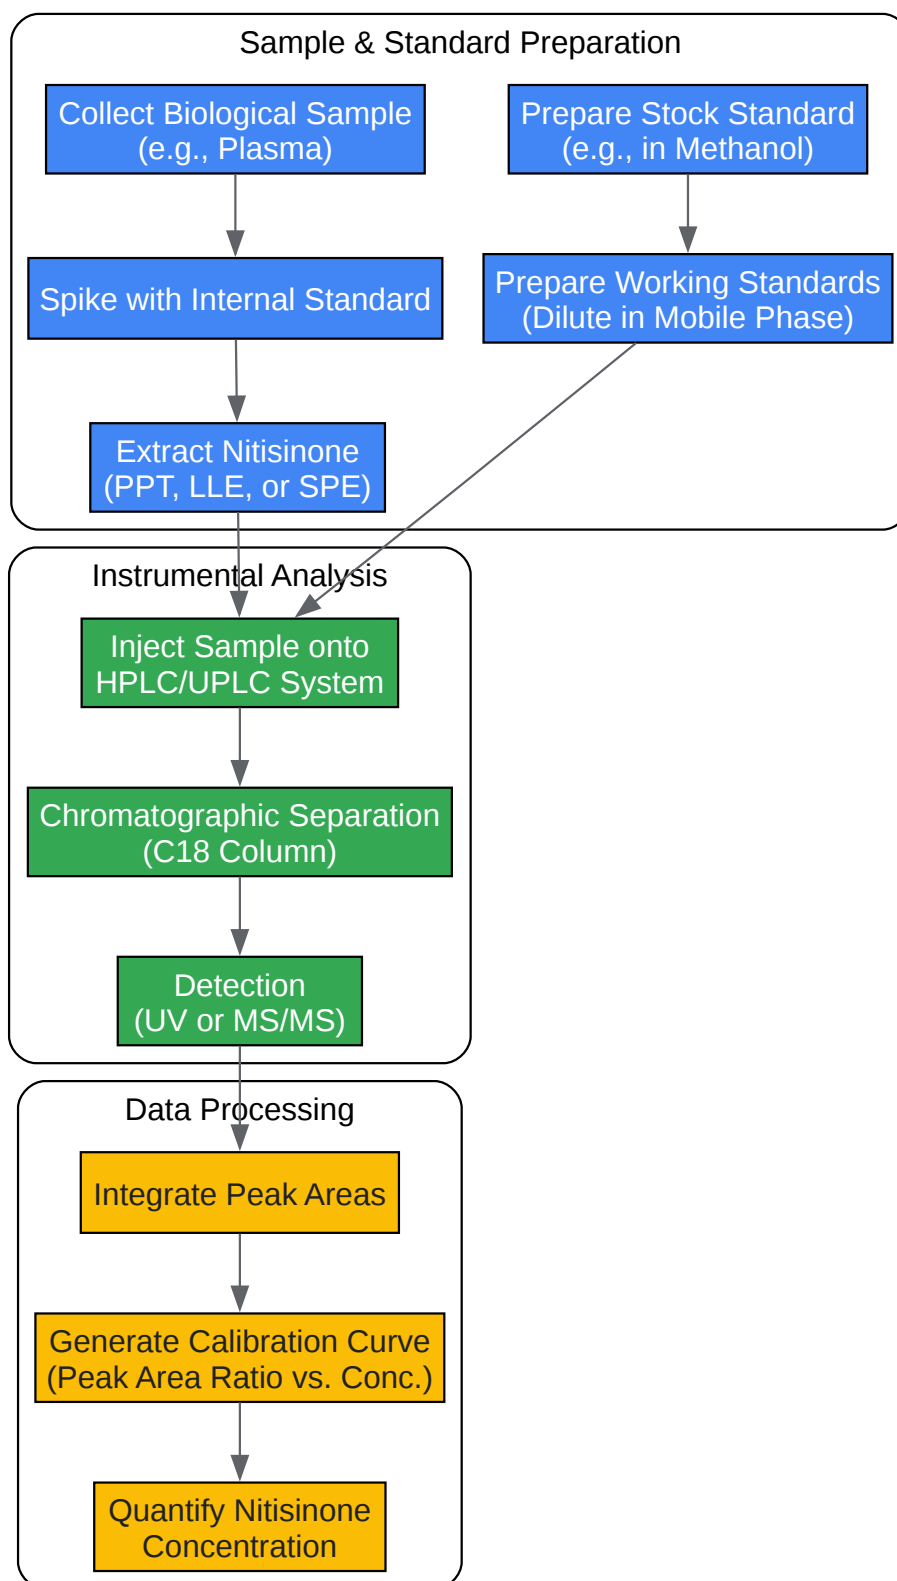 Sample & Standard Preparation
Collect Biological Sample
(e.g., Plasma)
Prepare Stock Standard
(e.g., in Methanol)
Spike with Internal Standard
Prepare Working Standards
(Dilute in Mobile Phase)
Extract Nitisinone
(PPT, LLE, or SPE)
Instrumental Analysis
Inject Sample onto
HPLC/UPLC System
Chromatographic Separation
(C18 Column)
Detection
(UV or MS/MS)
Data Processing
Integrate Peak Areas
Generate Calibration Curve
(Peak Area Ratio vs. Conc.)
Quantify Nitisinone
Concentration